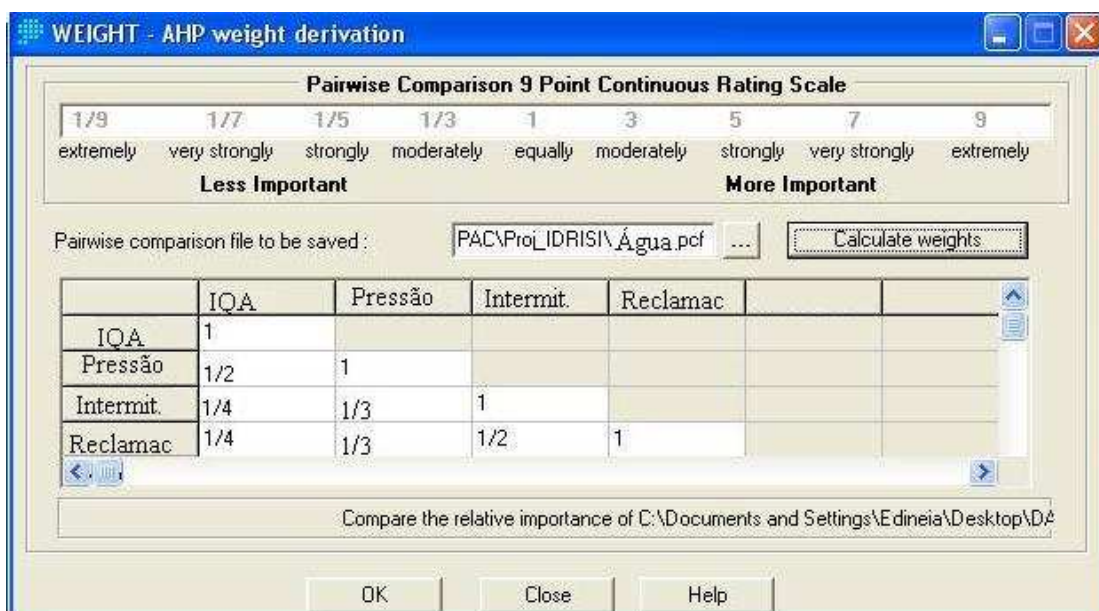 WEIGHT - AHP weight derivation
Pairwise Comparison 9 Point Continuous Rating Scale
1/9 1/7 1/5 1/3 1 3 5 7 9
extremely very strongly strongly moderately equally moderately strongly very strongly extremely
Less Important More Important
Pairwise comparison file to be saved : PAC\Proj_IDRISI\Água.pcf ... Calculate weights
IQA Pressão Intermit. Reclamac
IQA 1
Pressão 1/2 1
Intermit. 1/4 1/3 1
Reclamac 1/4 1/3 1/2 1
Compare the relative importance of C:\Documents and Settings\Edineia\Desktop\DA
OK Close Help